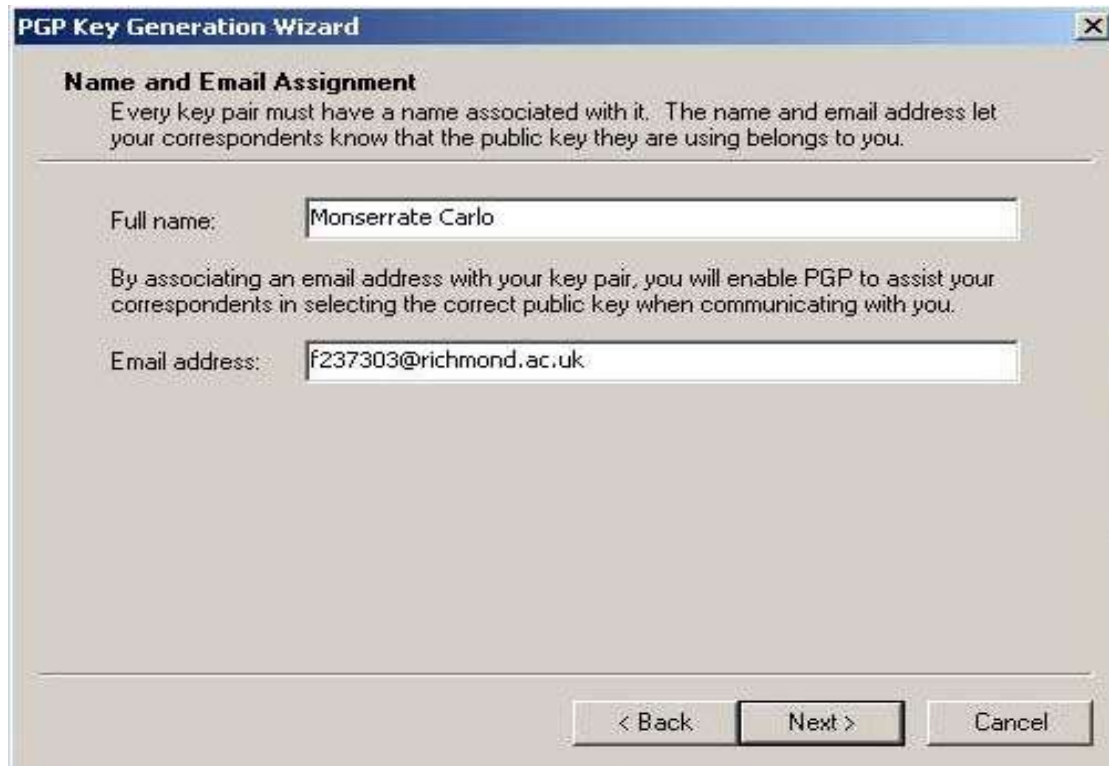 PGP Key Generation Wizard
Name and Email Assignment
Every key pair must have a name associated with it. The name and email address let
your correspondents know that the public key they are using belongs to you.
Full name:
Monserrate Carlo
By associating an email address with your key pair, you will enable PGP to assist your
correspondents in selecting the correct public key when communicating with you.
Email address:
f237303@richmond.ac.uk
< Back
Next >
Cancel